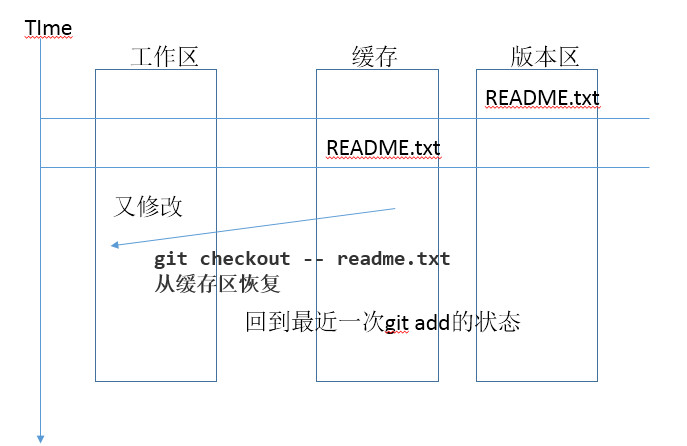 TIme
工作区 缓存 版本区
README.txt
README.txt
又修改
git checkout -- readme.txt
从缓存区恢复
回到最近一次git add的状态